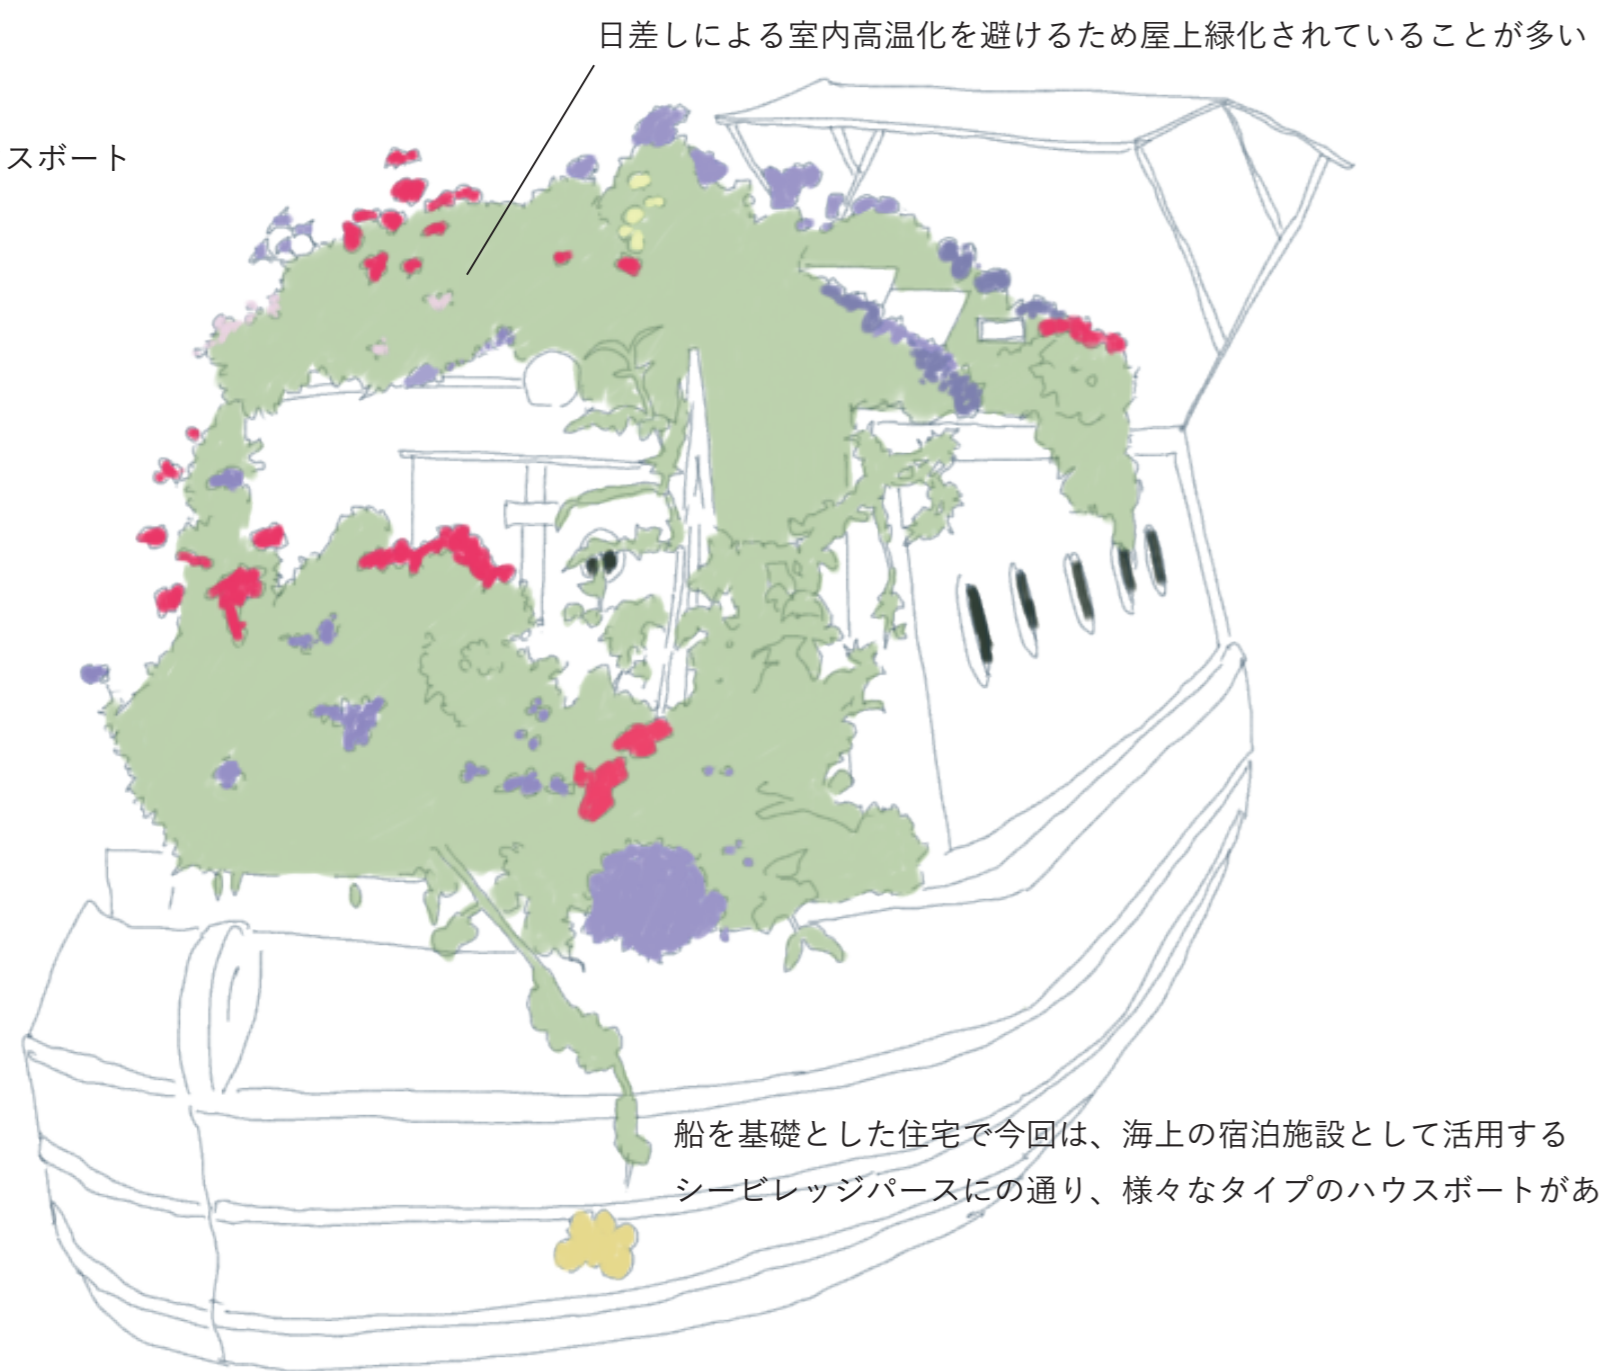 日差しによる室内高温化を避けるため屋上緑化されていることが多い
スボート
船を基礎とした住宅で今回は、海上の宿泊施設として活用する
シービレッジパースにの通り、様々なタイプのハウスボートがあ